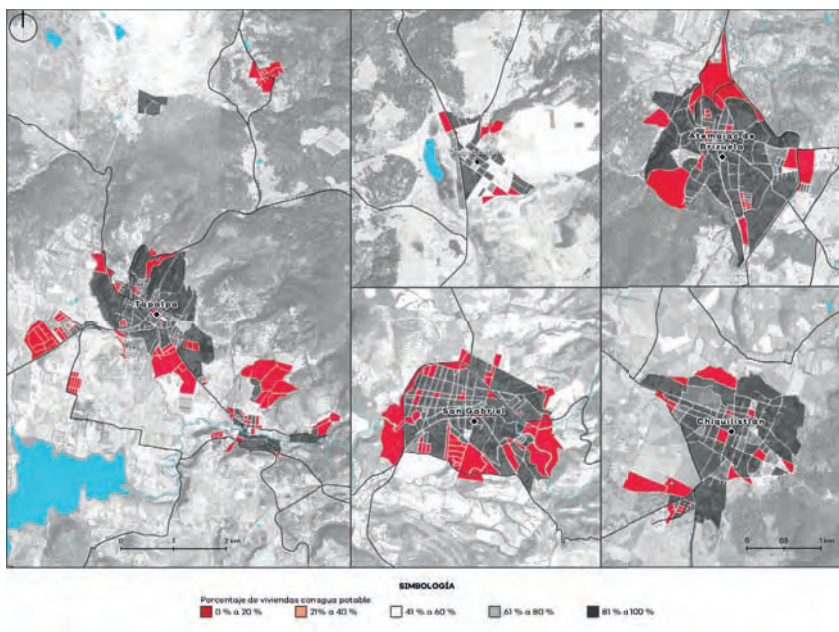 Tapalpa
Atemajac de
Brizuela
San Gabriel
Chiquilistlán
0 1 2 km
0 0.5 1 km
SIMBOLOGÍA
Porcentaje de viviendas con agua potable
0 % a 20 %
21% a 40 %
41 % a 60 %
61 % a 80 %
81 % a 100 %